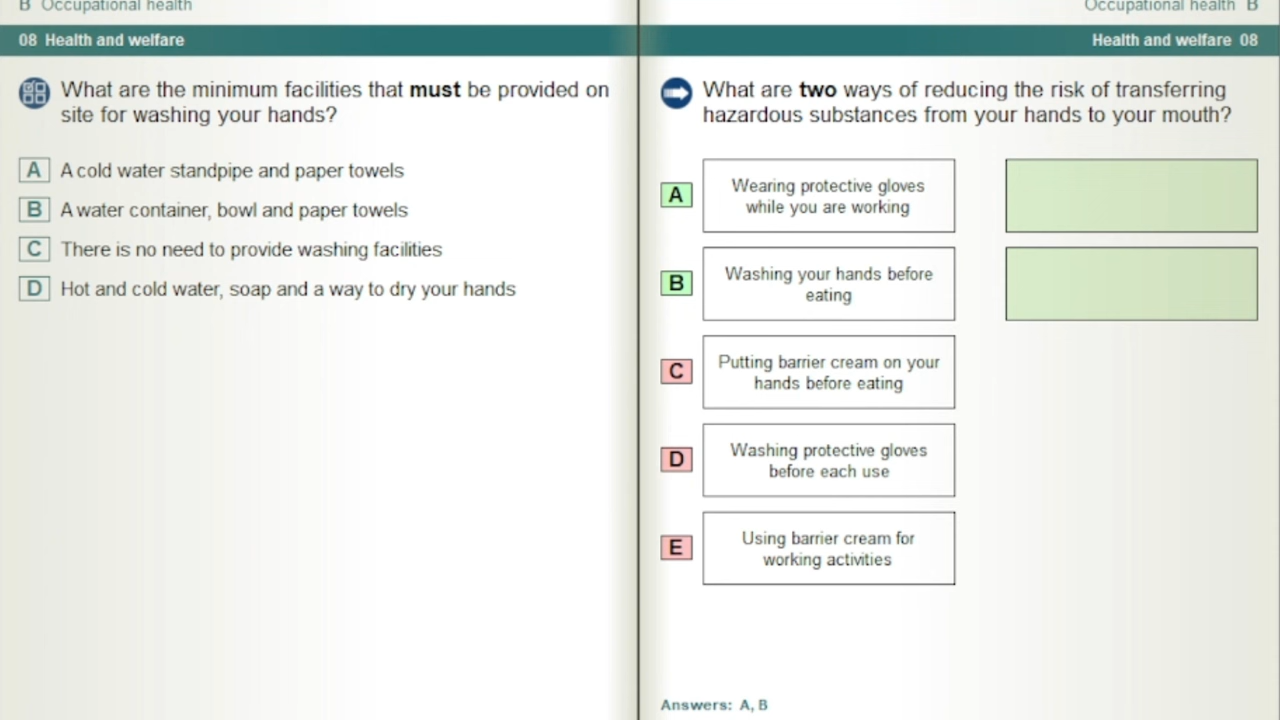 B Occupational health
08 Health and welfare
What are the minimum facilities that must be provided on
site for washing your hands?
A A cold water standpipe and paper towels
B A water container, bowl and paper towels
C There is no need to provide washing facilities
D Hot and cold water, soap and a way to dry your hands
Occupational health B
Health and welfare 08
What are two ways of reducing the risk of transferring
hazardous substances from your hands to your mouth?
A Wearing protective gloves
while you are working
B Washing your hands before
eating
C Putting barrier cream on your
hands before eating
D Washing protective gloves
before each use
E Using barrier cream for
working activities
Answers: A, B